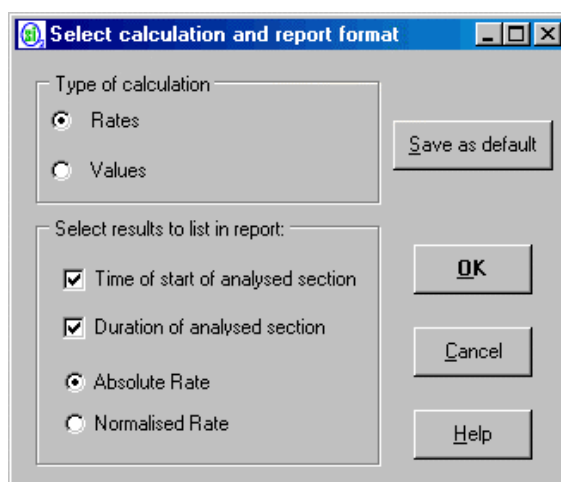 Select calculation and report format
Type of calculation
Rates
Values
Save as default
Select results to list in report:
Time of start of analysed section
Duration of analysed section
Absolute Rate
Normalised Rate
OK
Cancel
Help